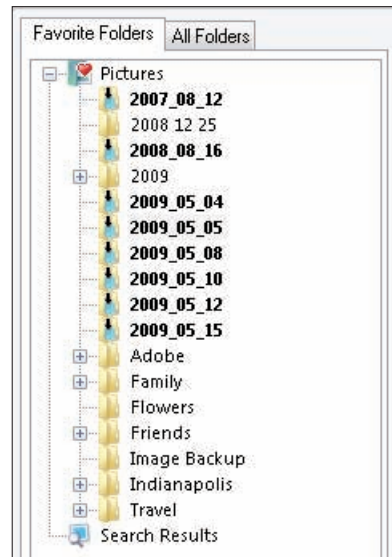 Favorite Folders All Folders
Pictures
2007_08_12
2008 12 25
2008_08_16
2009
2009_05_04
2009_05_05
2009_05_08
2009_05_10
2009_05_12
2009_05_15
Adobe
Family
Flowers
Friends
Image Backup
Indianapolis
Travel
Search Results